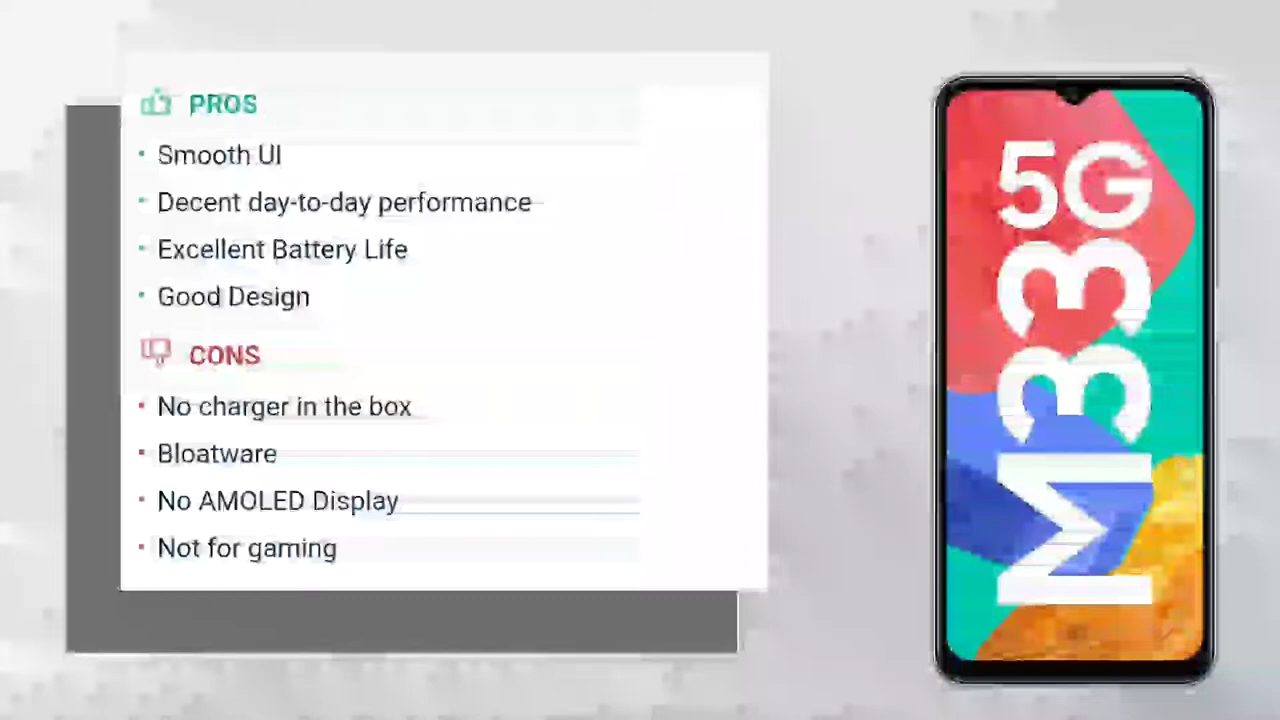 PROS
Smooth UI
Decent day-to-day performance
Excellent Battery Life
Good Design
CONS
No charger in the box
Bloatware
No AMOLED Display
Not for gaming
M33 5G